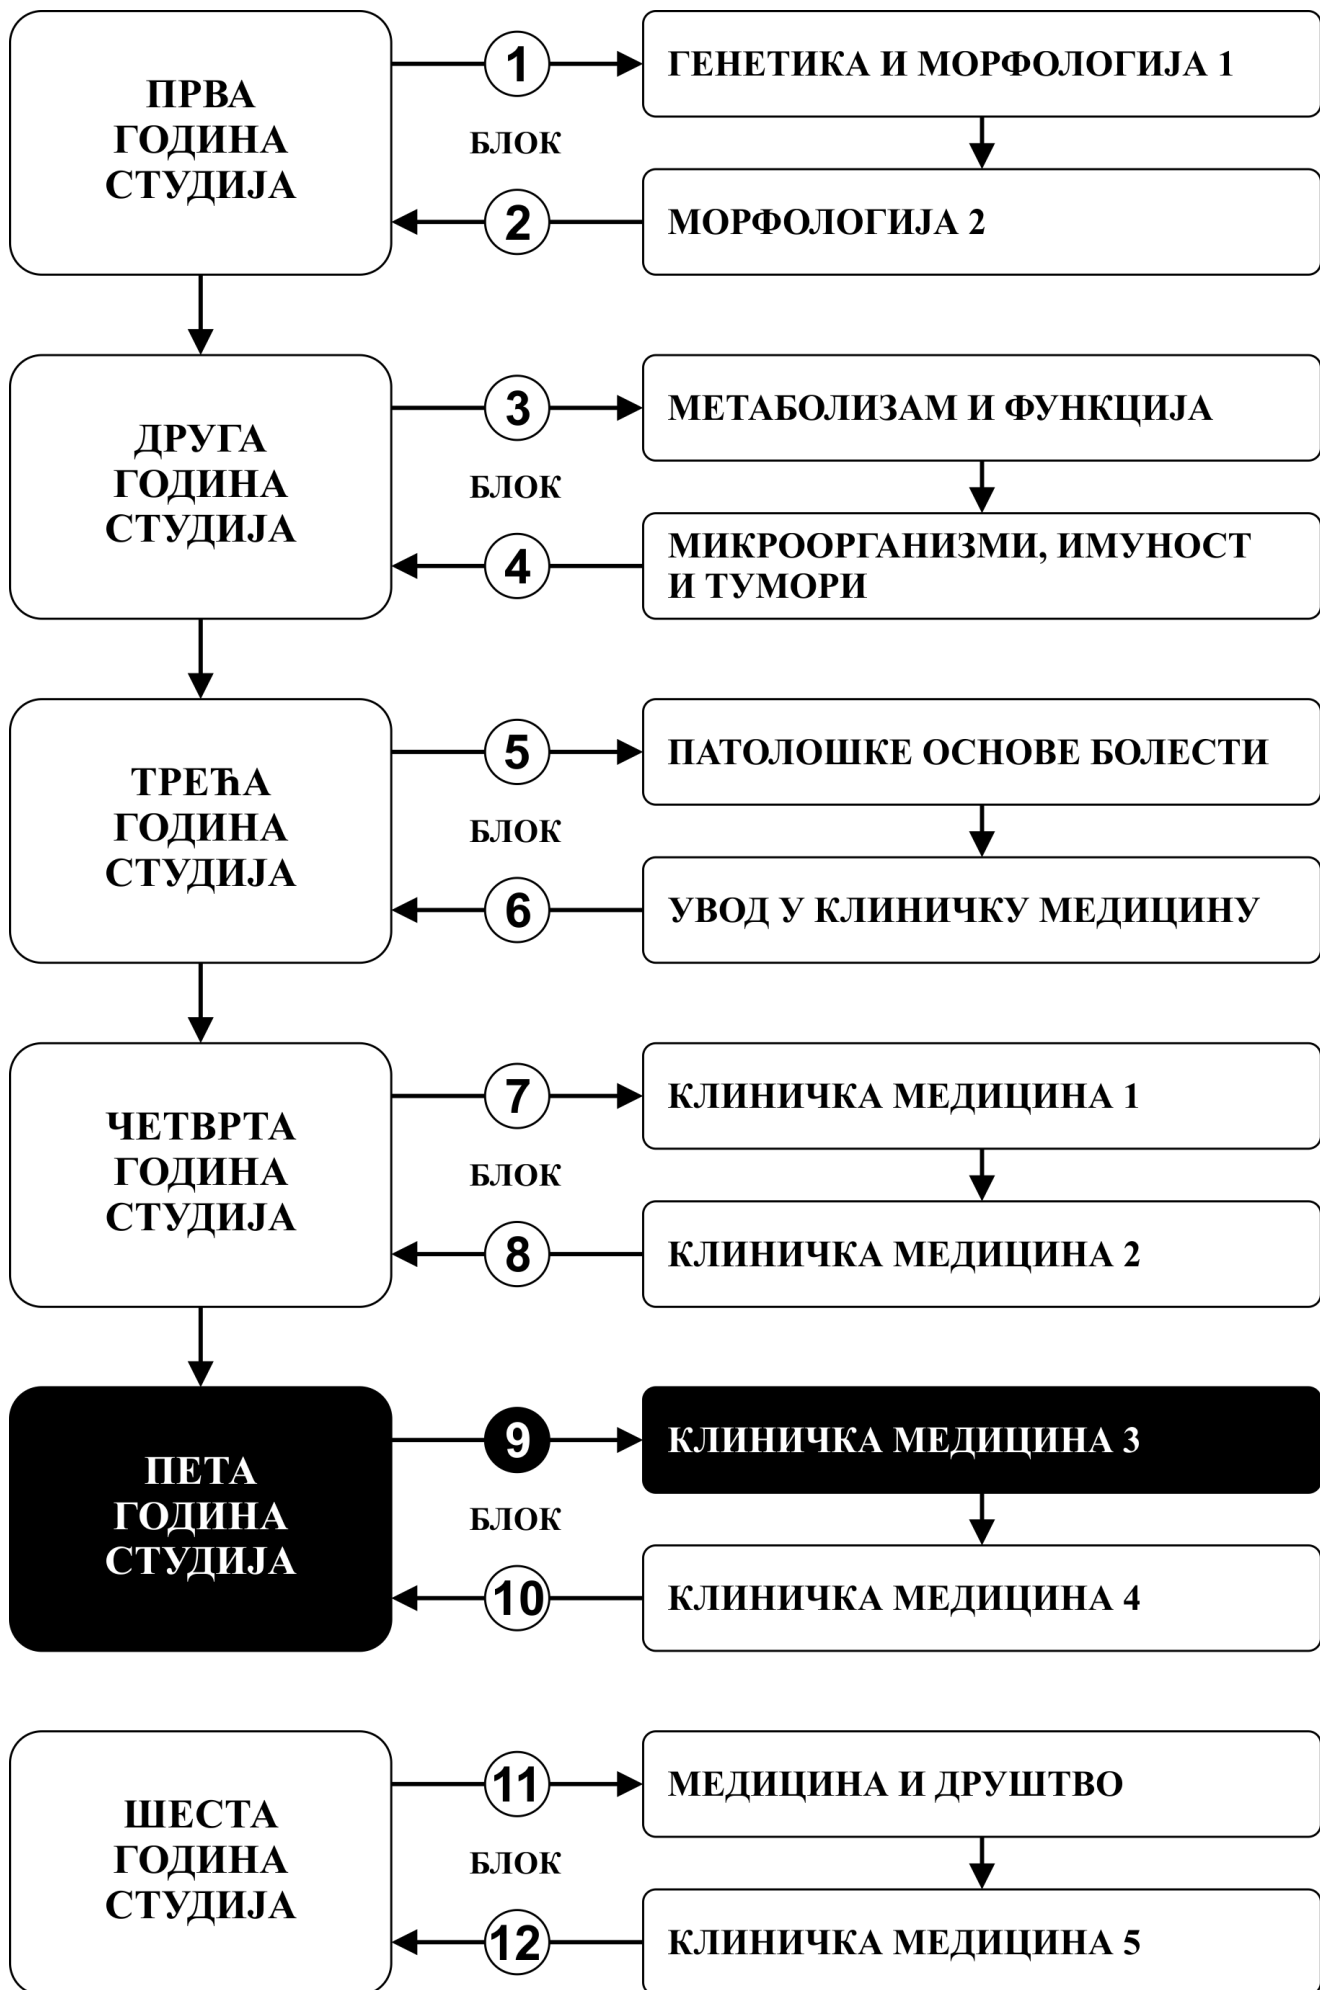 ПРВА
ГОДИНА
СТУДИЈА
1
БЛОК
2
ГЕНЕТИКА И МОРФОЛОГИЈА 1
МОРФОЛОГИЈА 2
ДРУГА
ГОДИНА
СТУДИЈА
3
БЛОК
4
МЕТАБОЛИЗАМ И ФУНКЦИЈА
МИКРООРГАНИЗМИ, ИМУНОСТ
И ТУМОРИ
ТРЕЋА
ГОДИНА
СТУДИЈА
5
БЛОК
6
ПАТОЛОШКЕ ОСНОВЕ БОЛЕСТИ
УВОД У КЛИНИЧКУ МЕДИЦИНУ
ЧЕТВРТА
ГОДИНА
СТУДИЈА
7
БЛОК
8
КЛИНИЧКА МЕДИЦИНА 1
КЛИНИЧКА МЕДИЦИНА 2
ПЕТА
ГОДИНА
СТУДИЈА
9
БЛОК
10
КЛИНИЧКА МЕДИЦИНА 3
КЛИНИЧКА МЕДИЦИНА 4
ШЕСТА
ГОДИНА
СТУДИЈА
11
БЛОК
12
МЕДИЦИНА И ДРУШТВО
КЛИНИЧКА МЕДИЦИНА 5